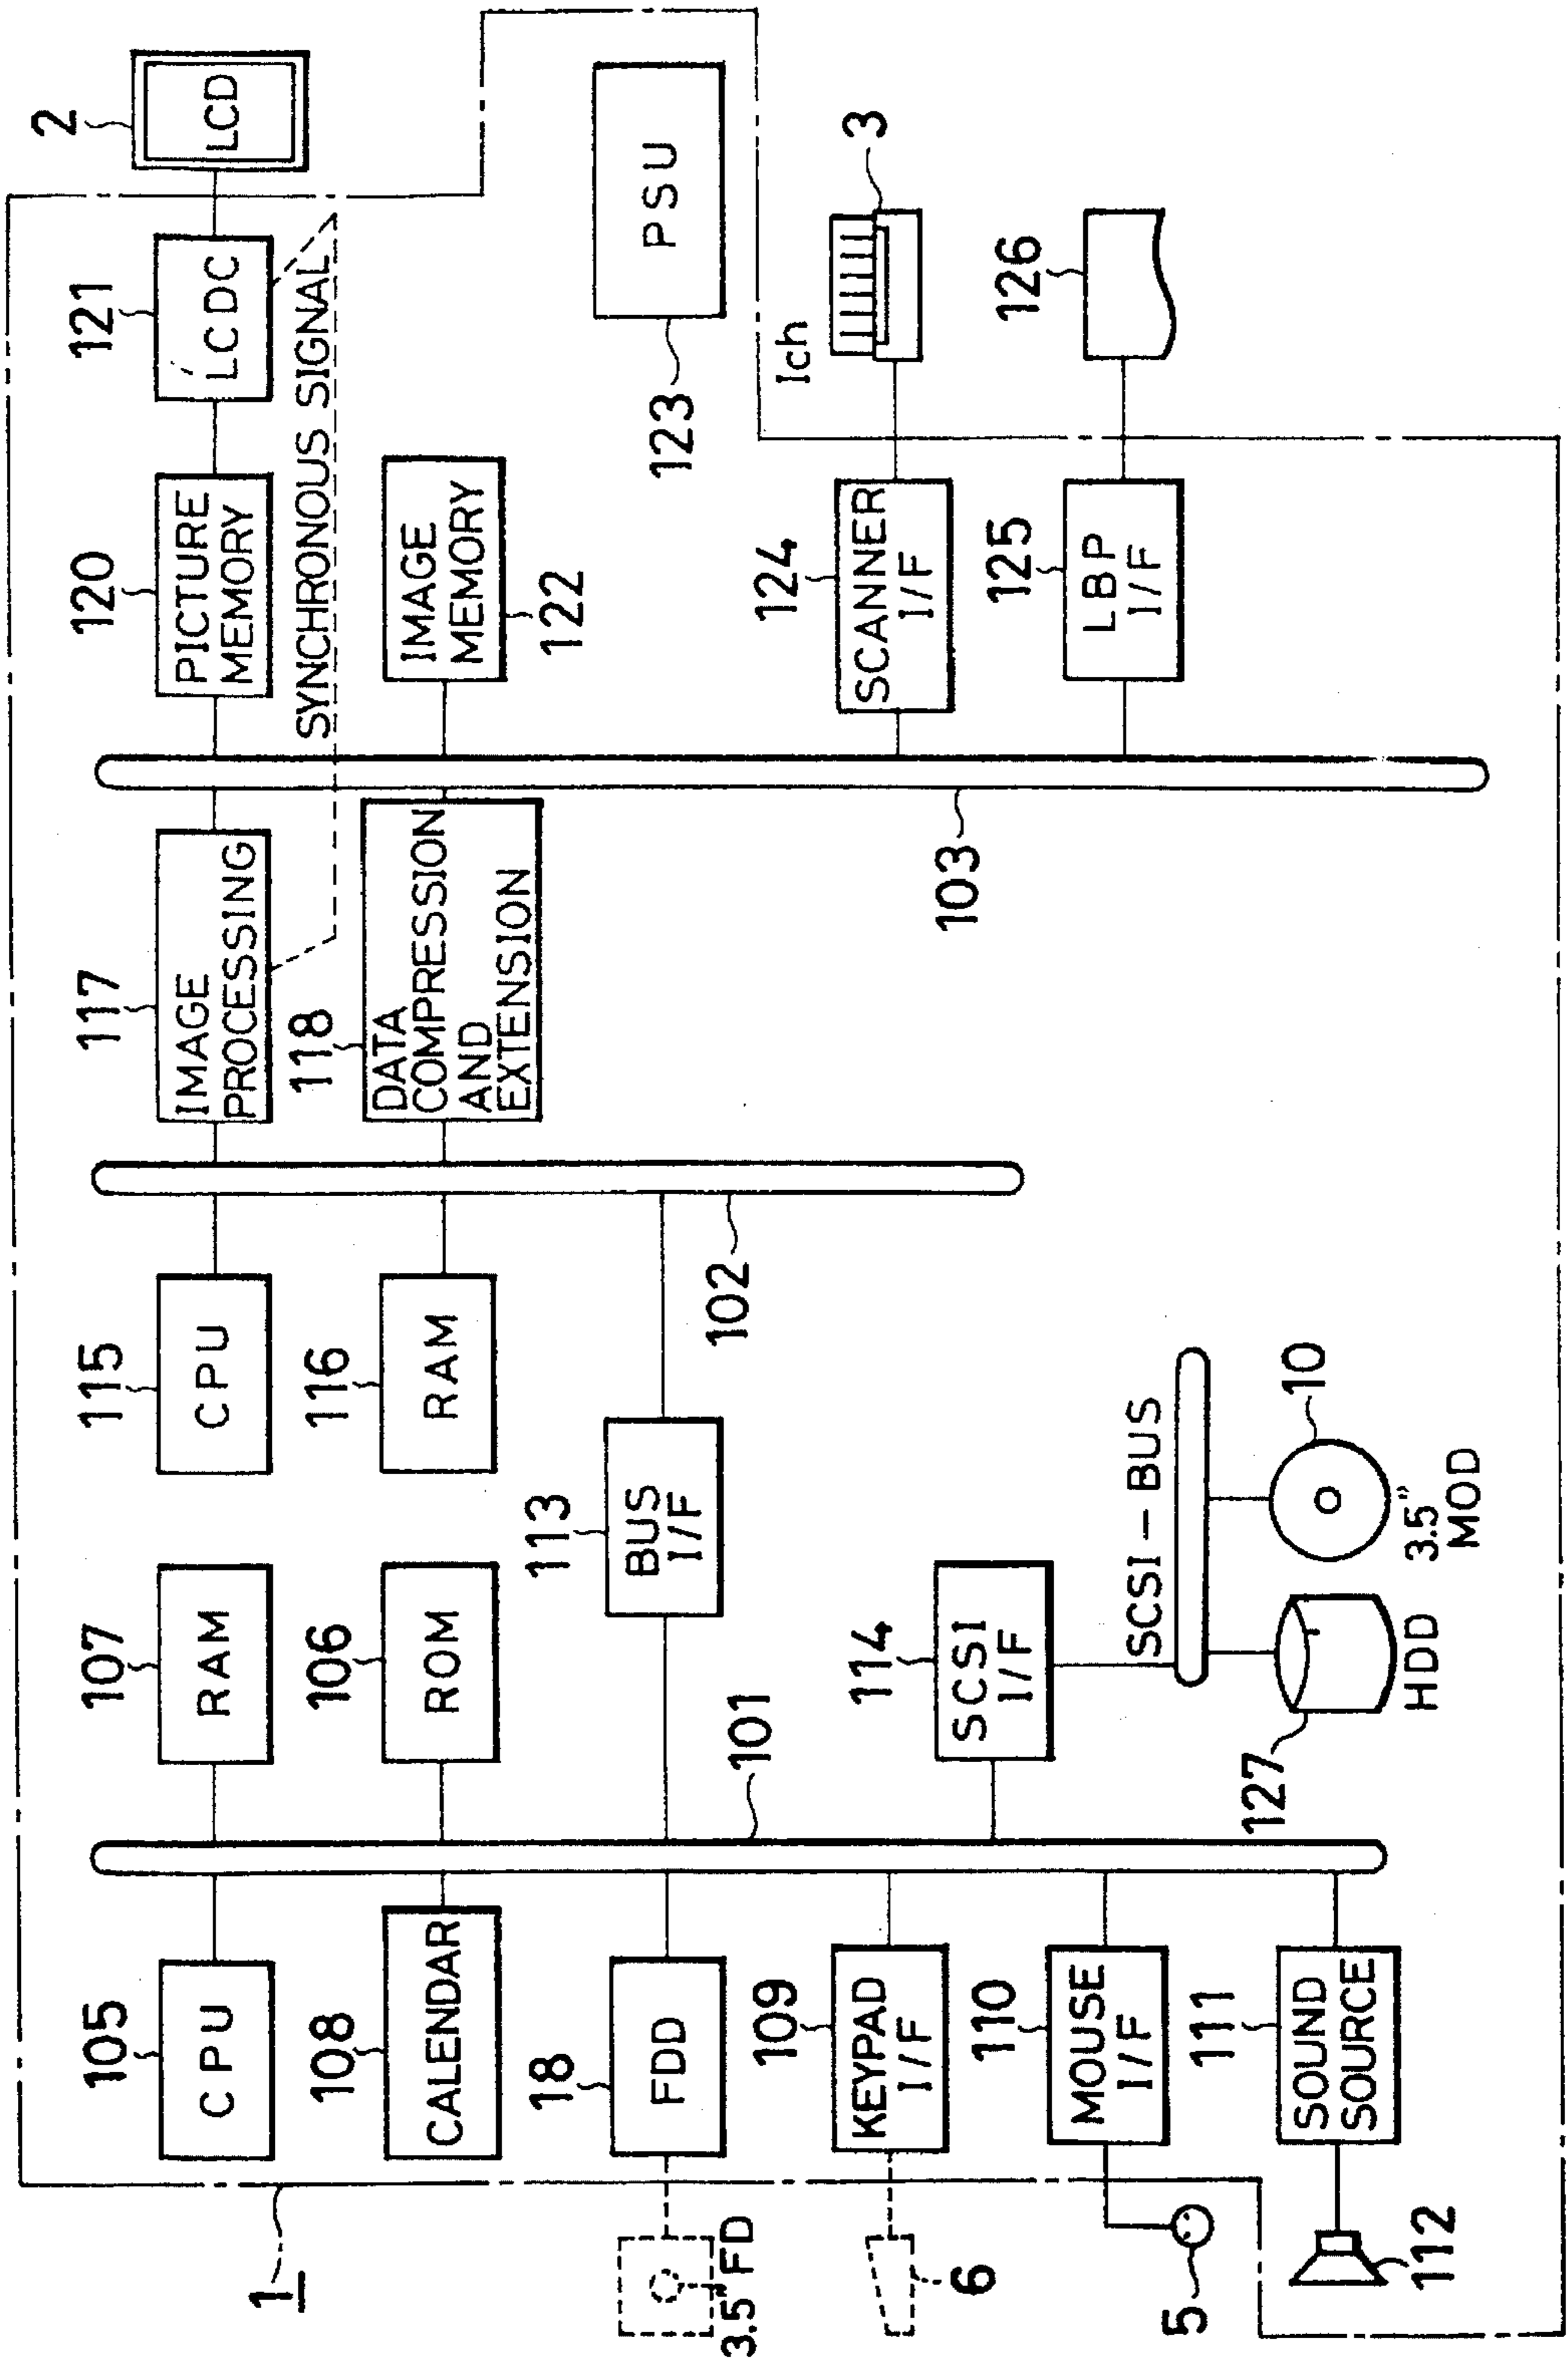 1
105
CPU
107
RAM
115
CPU
117
IMAGE
PROCESSING
120
PICTURE
MEMORY
121
LCDC
2
LCD
SYNCHRONOUS SIGNAL
108
CALENDAR
106
ROM
116
RAM
118
DATA
COMPRESSION
AND
EXTENSION
IMAGE
MEMORY
122
3.5" FD
18
FDD
113
BUS
I/F
102
123
PSU
101
6
109
KEYPAD
I/F
114
SCSI
I/F
103
124
SCANNER
I/F
1ch
3
5
110
MOUSE
I/F
SCSI-BUS
125
LBP
I/F
126
112
111
SOUND
SOURCE
127
HDD
10
3.5"
MOD